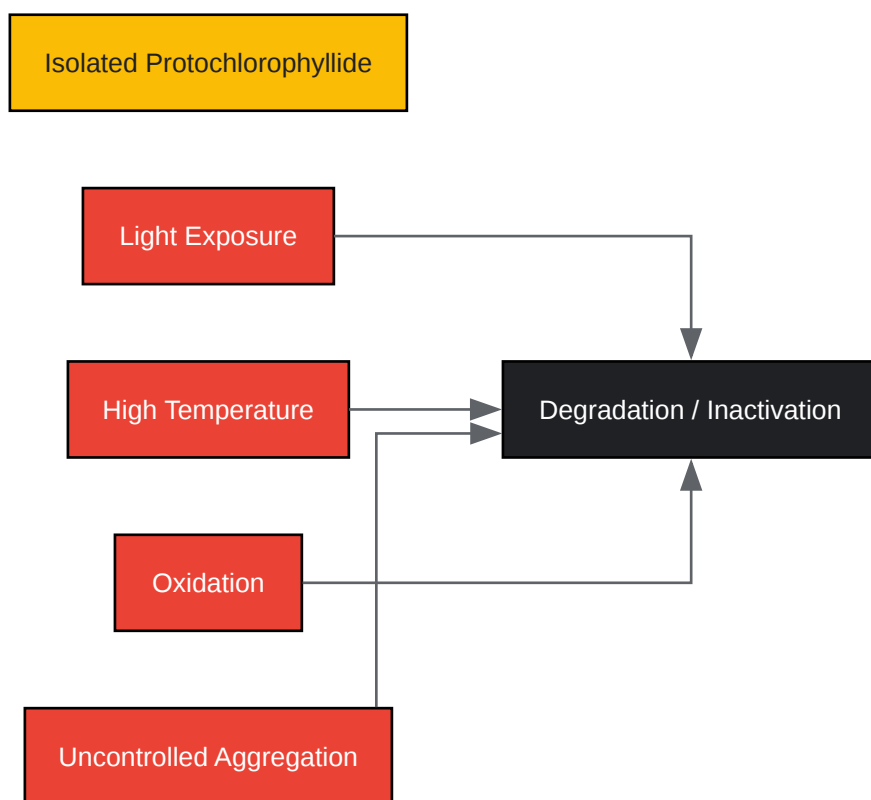 Isolated Protochlorophyllide
Light Exposure
High Temperature
Degradation / Inactivation
Oxidation
Uncontrolled Aggregation